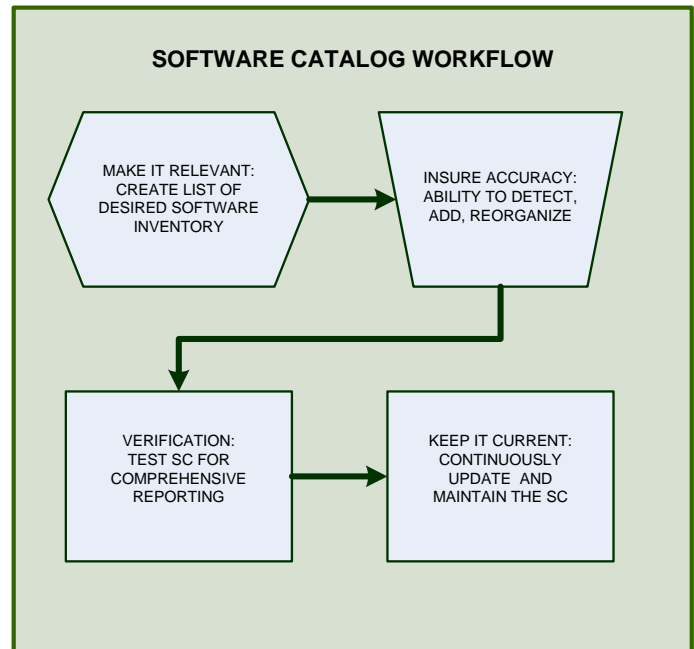 SOFTWARE CATALOG WORKFLOW
MAKE IT RELEVANT:
CREATE LIST OF
DESIRED SOFTWARE
INVENTORY
INSURE ACCURACY:
ABILITY TO DETECT,
ADD, REORGANIZE
VERIFICATION:
TEST SC FOR
COMPREHENSIVE
REPORTING
KEEP IT CURRENT:
CONTINUOUSLY
UPDATE AND
MAINTAIN THE SC